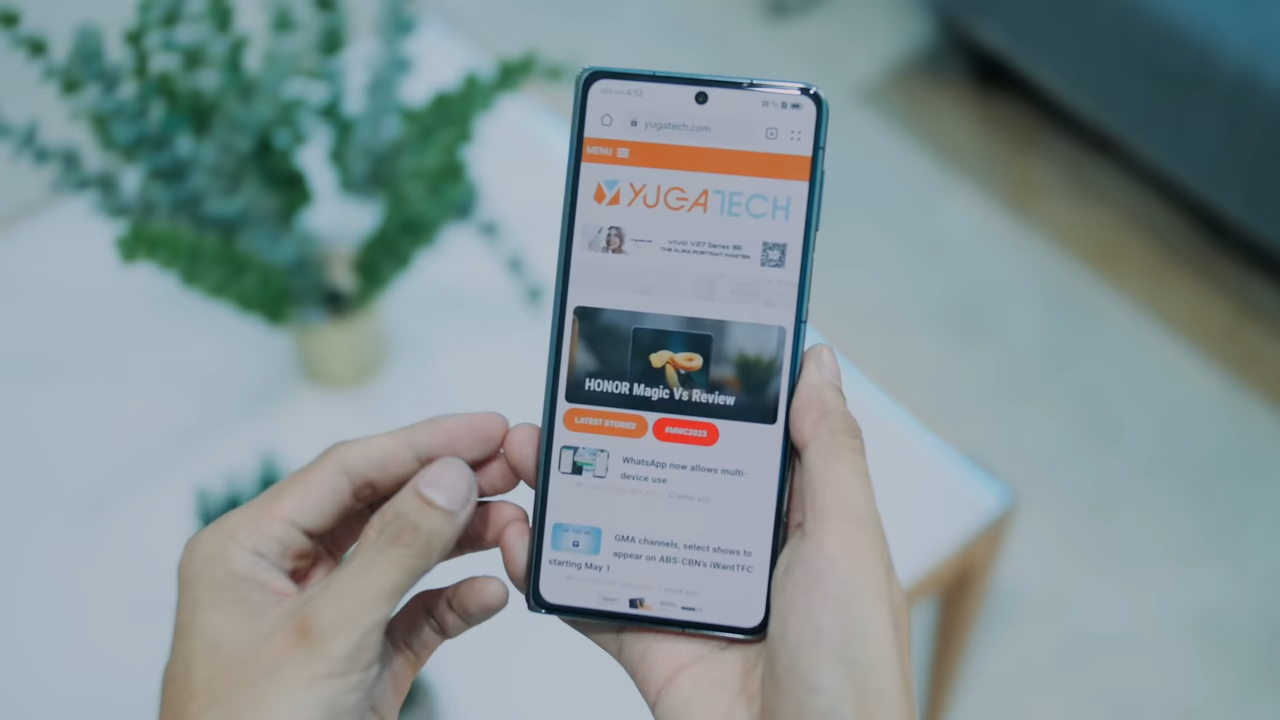 yugatech.com
MENU
YUGATECH
vivo V27 Series 5G
THE AURA PORTRAIT MASTER
HONOR Magic Vs Review
LATEST STORIES
#MWC2023
WhatsApp now allows multi-
device use
GMA channels, select shows to
appear on ABS-CBN's iWantTFC
starting May 1